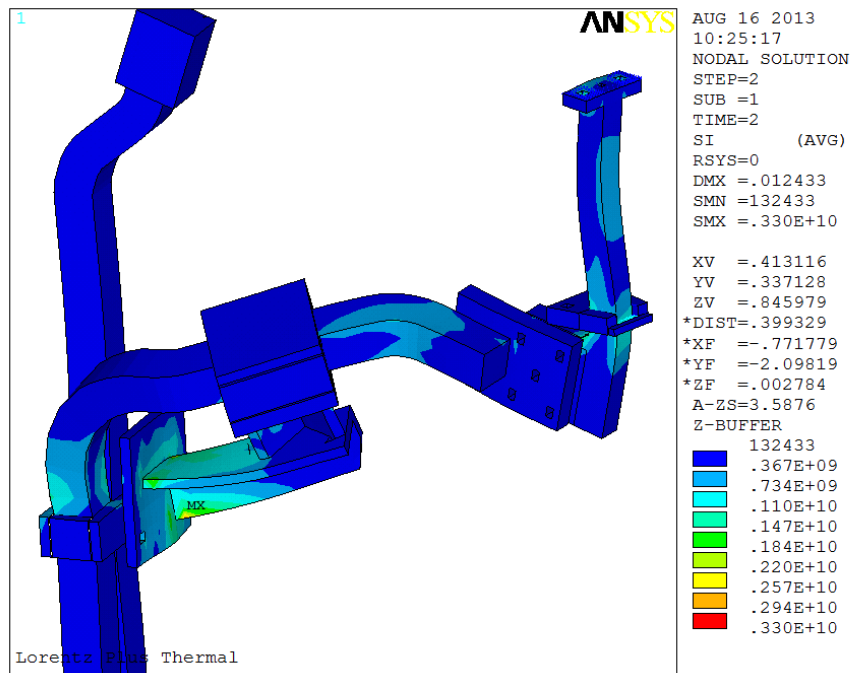 1
ANSYS
AUG 16 2013
10:25:17
NODAL SOLUTION
STEP=2
SUB =1
TIME=2
SI (AVG)
RSYS=0
DMX =.012433
SMN =132433
SMX =.330E+10
XV =.413116
YV =.337128
ZV =.845979
*DIST=.399329
*XF =-.771779
*YF =-2.09819
*ZF =.002784
A-ZS=3.5876
Z-BUFFER
132433
.367E+09
.734E+09
.110E+10
.147E+10
.184E+10
.220E+10
.257E+10
.294E+10
.330E+10
MX
Lorentz Plus Thermal